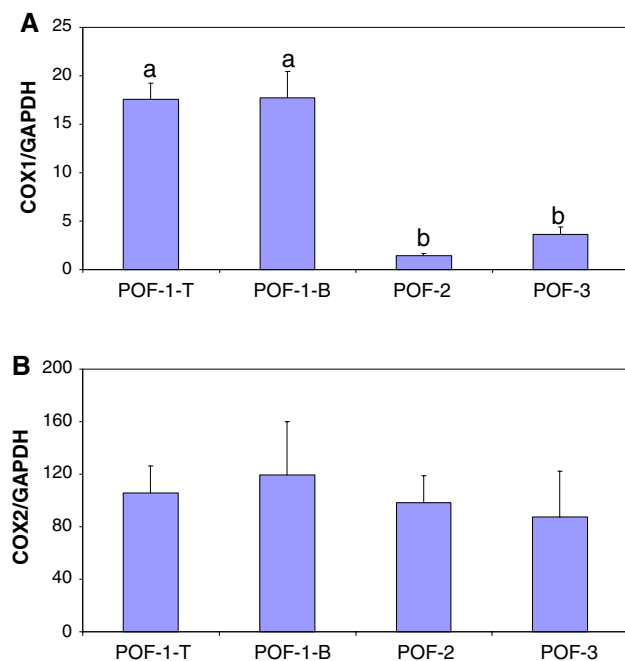 A
COX1/GAPDH
25
20
15
10
5
0
a
a
b
b
POF-1-T
POF-1-B
POF-2
POF-3
B
COX2/GAPDH
200
160
120
80
40
0
POF-1-T
POF-1-B
POF-2
POF-3